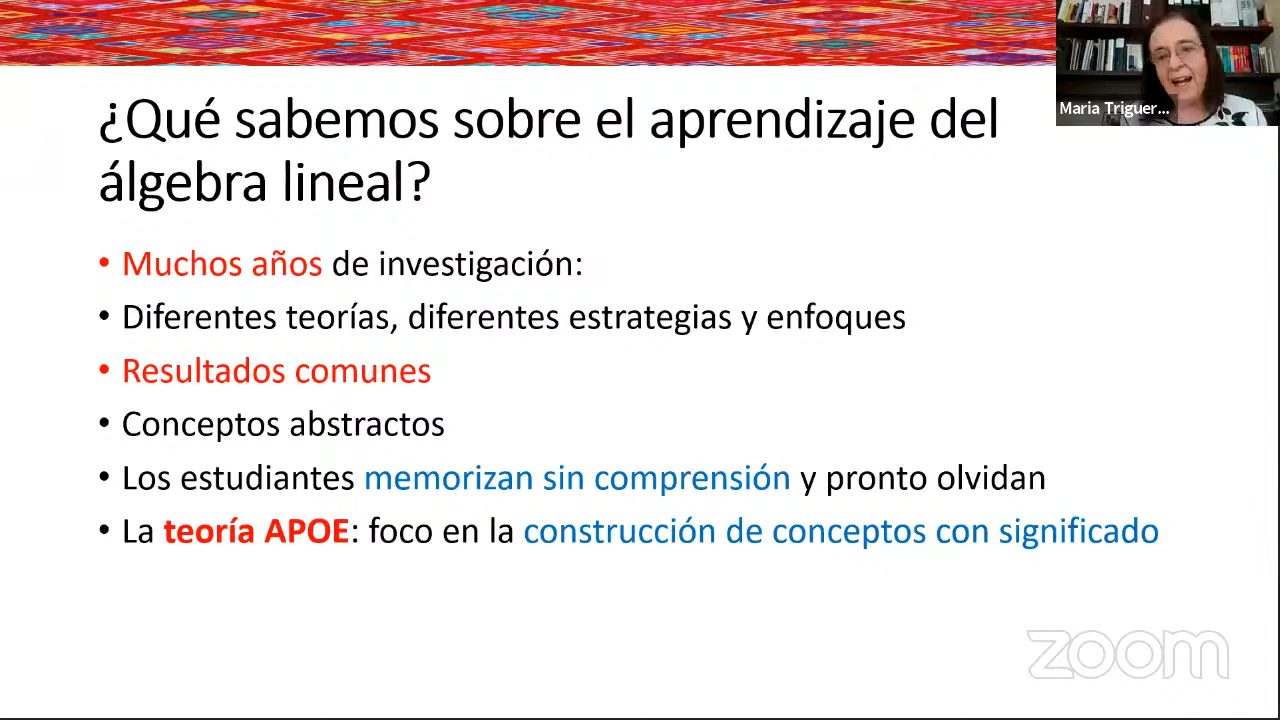 Maria Triguer...
¿Qué sabemos sobre el aprendizaje del
álgebra lineal?
• Muchos años de investigación:
• Diferentes teorías, diferentes estrategias y enfoques
• Resultados comunes
• Conceptos abstractos
• Los estudiantes memorizan sin comprensión y pronto olvidan
• La teoría APOE: foco en la construcción de conceptos con significado
zoom